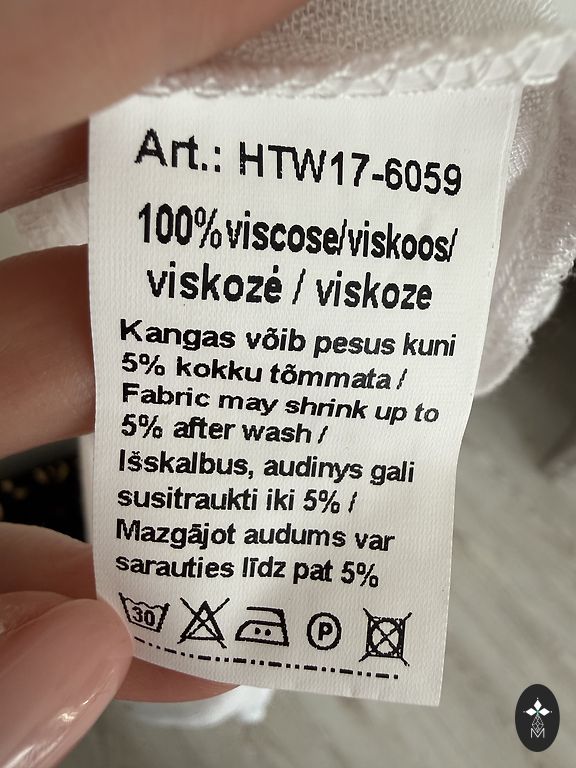 Art.: HTW17-6059
100%viscose/viskoos/
viskozė / viskoze
Kangas võib pesus kuni
5% kokku tõmmata /
Fabric may shrink up to
5% after wash /
Išskalbus, audinys gali
susitraukti iki 5% /
Mazgājot audums var
sarauties līdz pat 5%
30 P
M